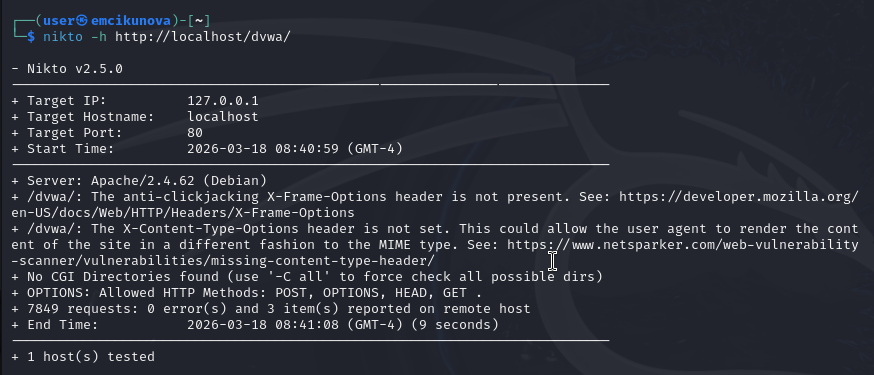 ┌──(user㉿emcikunova)-[~]
└─$ nikto -h http://localhost/dvwa/
- Nikto v2.5.0
+ Target IP: 127.0.0.1
+ Target Hostname: localhost
+ Target Port: 80
+ Start Time: 2026-03-18 08:40:59 (GMT-4)
+ Server: Apache/2.4.62 (Debian)
+ /dvwa/: The anti-clickjacking X-Frame-Options header is not present. See: https://developer.mozilla.org/
en-US/docs/Web/HTTP/Headers/X-Frame-Options
+ /dvwa/: The X-Content-Type-Options header is not set. This could allow the user agent to render the cont
ent of the site in a different fashion to the MIME type. See: https://www.netsparker.com/web-vulnerability
-scanner/vulnerabilities/missing-content-type-header/
+ No CGI Directories found (use '-C all' to force check all possible dirs)
+ OPTIONS: Allowed HTTP Methods: POST, OPTIONS, HEAD, GET .
+ 7849 requests: 0 error(s) and 3 item(s) reported on remote host
+ End Time: 2026-03-18 08:41:08 (GMT-4) (9 seconds)
+ 1 host(s) tested